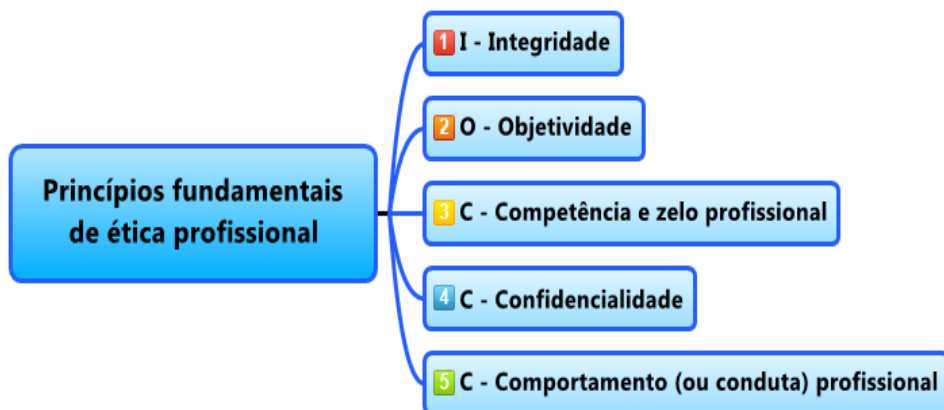 Princípios fundamentais
de ética profissional
1 I - Integridade
2 O - Objetividade
3 C - Competência e zelo profissional
4 C - Confidencialidade
5 C - Comportamento (ou conduta) profissional